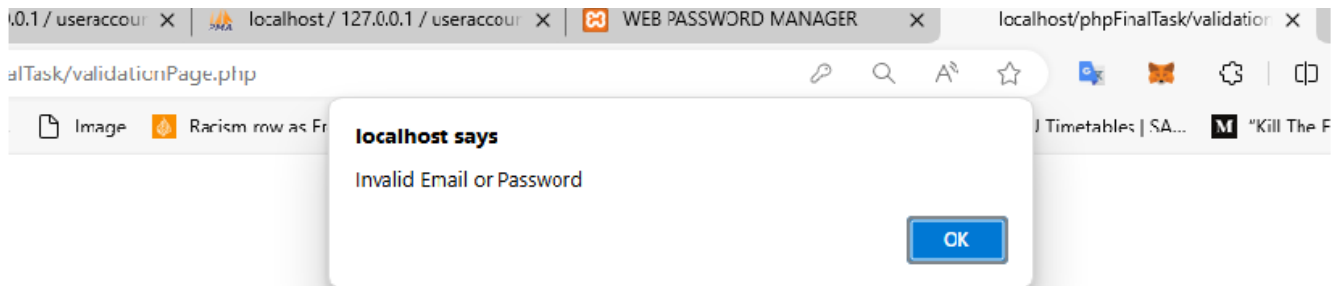 .0.1 / useraccour
localhost / 127.0.0.1 / useraccour
WEB PASSWORD MANAGER
localhost/phpFinalTask/validation
alTask/validationPage.php
Image
Racism row as Fr
J Timetables | SA...
"Kill The F
localhost says
Invalid Email or Password
OK